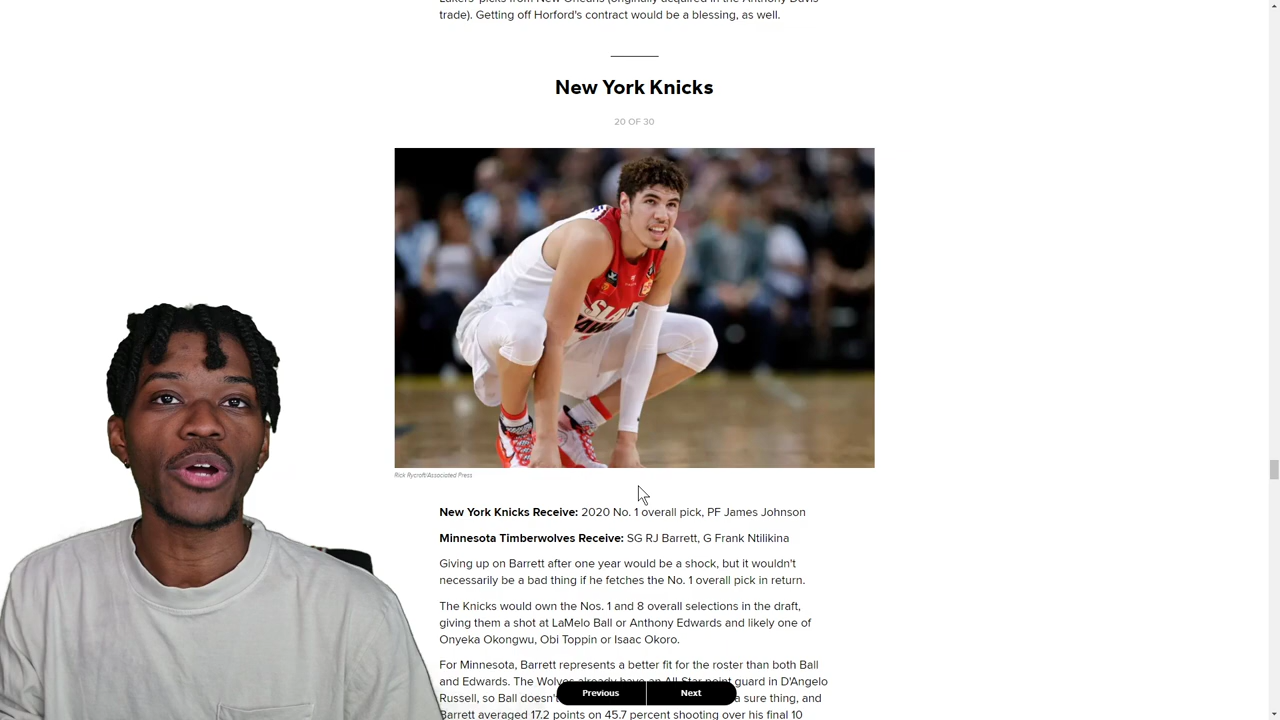 Lakers' picks from New Orleans (originally acquired in the Anthony Davis
trade). Getting off Horford's contract would be a blessing, as well.
New York Knicks
20 OF 30
Rick Rycroft/Associated Press
New York Knicks Receive: 2020 No. 1 overall pick, PF James Johnson
Minnesota Timberwolves Receive: SG RJ Barrett, G Frank Ntilikina
Giving up on Barrett after one year would be a shock, but it wouldn't
necessarily be a bad thing if he fetches the No. 1 overall pick in return.
The Knicks would own the Nos. 1 and 8 overall selections in the draft,
giving them a shot at LaMelo Ball or Anthony Edwards and likely one of
Onyeka Okongwu, Obi Toppin or Isaac Okoro.
For Minnesota, Barrett represents a better fit for the roster than both Ball
and Edwards. The Wolves already have an All-Star point guard in D'Angelo
Russell, so Ball doesn't a sure thing, and
Barrett averaged 17.2 points on 45.7 percent shooting over his final 10
Previous Next